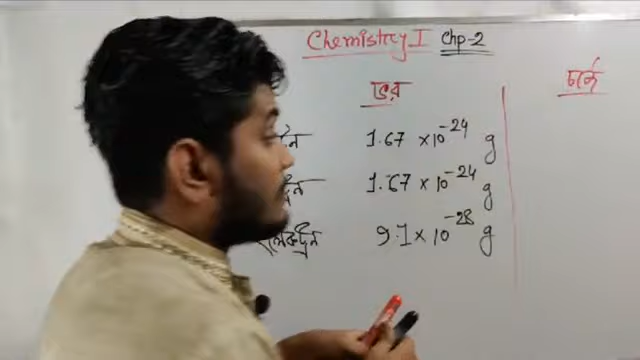 Chemistry I Chp-2
ভর চার্জ
1.67 × 10⁻²⁴ g
1.67 × 10⁻²⁴ g
9.1 × 10⁻²⁸ g